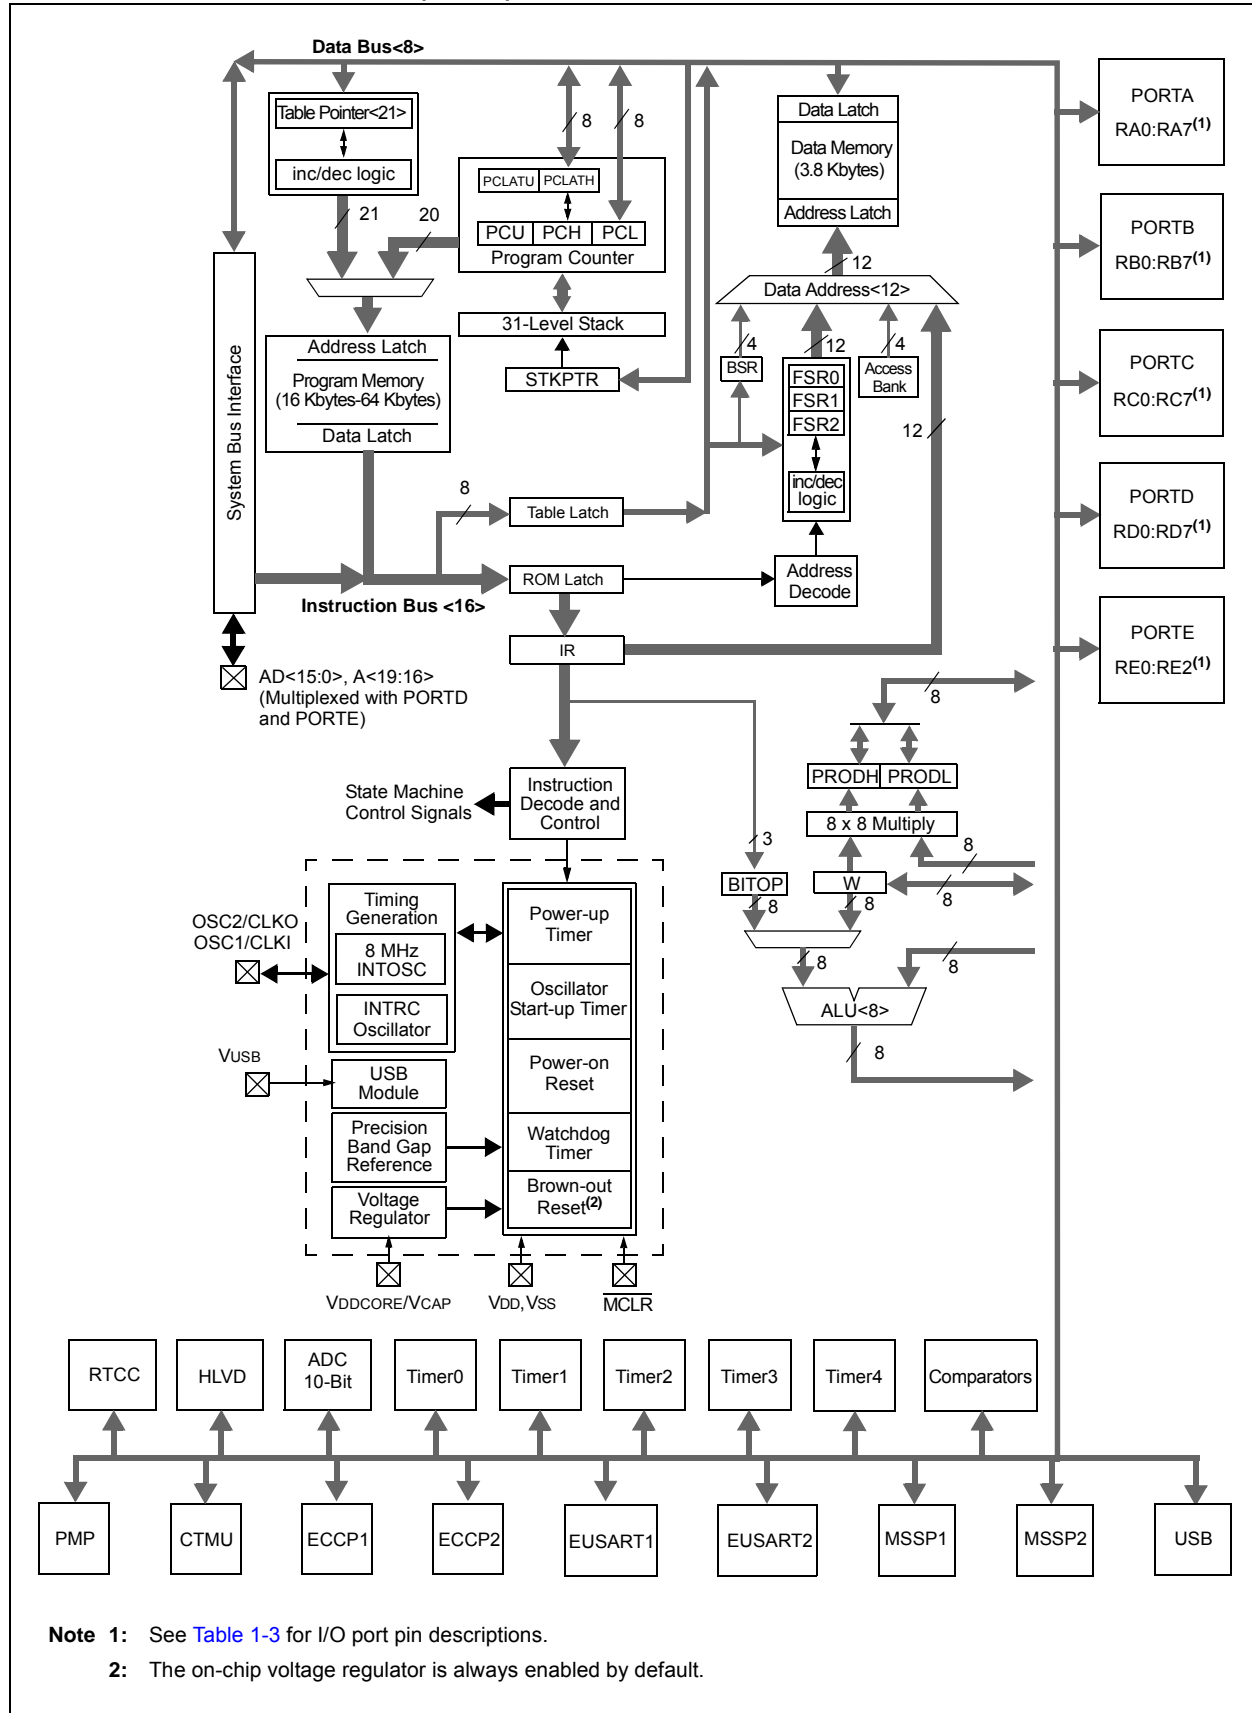 Data Bus<8>
Table Pointer<21>
inc/dec logic
21
20
8
8
PCLATU PCLATH
PCU PCH PCL
Program Counter
31-Level Stack
STKPTR
Data Latch
Data Memory
(3.8 Kbytes)
Address Latch
12
Data Address<12>
4
12
4
BSR
FSR0
FSR1
FSR2
inc/dec
logic
Access
Bank
12
Address
Decode
System Bus Interface
Address Latch
Program Memory
(16 Kbytes-64 Kbytes)
Data Latch
8
Table Latch
ROM Latch
Instruction Bus <16>
IR
AD<15:0>, A<19:16>
(Multiplexed with PORTD
and PORTE)
PORTA
RA0:RA7(1)
PORTB
RB0:RB7(1)
PORTC
RC0:RC7(1)
PORTD
RD0:RD7(1)
PORTE
RE0:RE2(1)
8
PRODH PRODL
8 x 8 Multiply
8
3
BITOP
W
8
8
8
8
8
ALU<8>
8
State Machine
Control Signals
Instruction
Decode and
Control
OSC2/CLKO
OSC1/CLKI
Timing
Generation
8 MHz
INTOSC
INTRC
Oscillator
VUSB
USB
Module
Precision
Band Gap
Reference
Voltage
Regulator
Power-up
Timer
Oscillator
Start-up Timer
Power-on
Reset
Watchdog
Timer
Brown-out
Reset(2)
VDDCORE/VCAP
VDD,VSS
MCLR
RTCC
HLVD
ADC
10-Bit
Timer0
Timer1
Timer2
Timer3
Timer4
Comparators
PMP
CTMU
ECCP1
ECCP2
EUSART1
EUSART2
MSSP1
MSSP2
USB
Note 1: See Table 1-3 for I/O port pin descriptions.
2: The on-chip voltage regulator is always enabled by default.